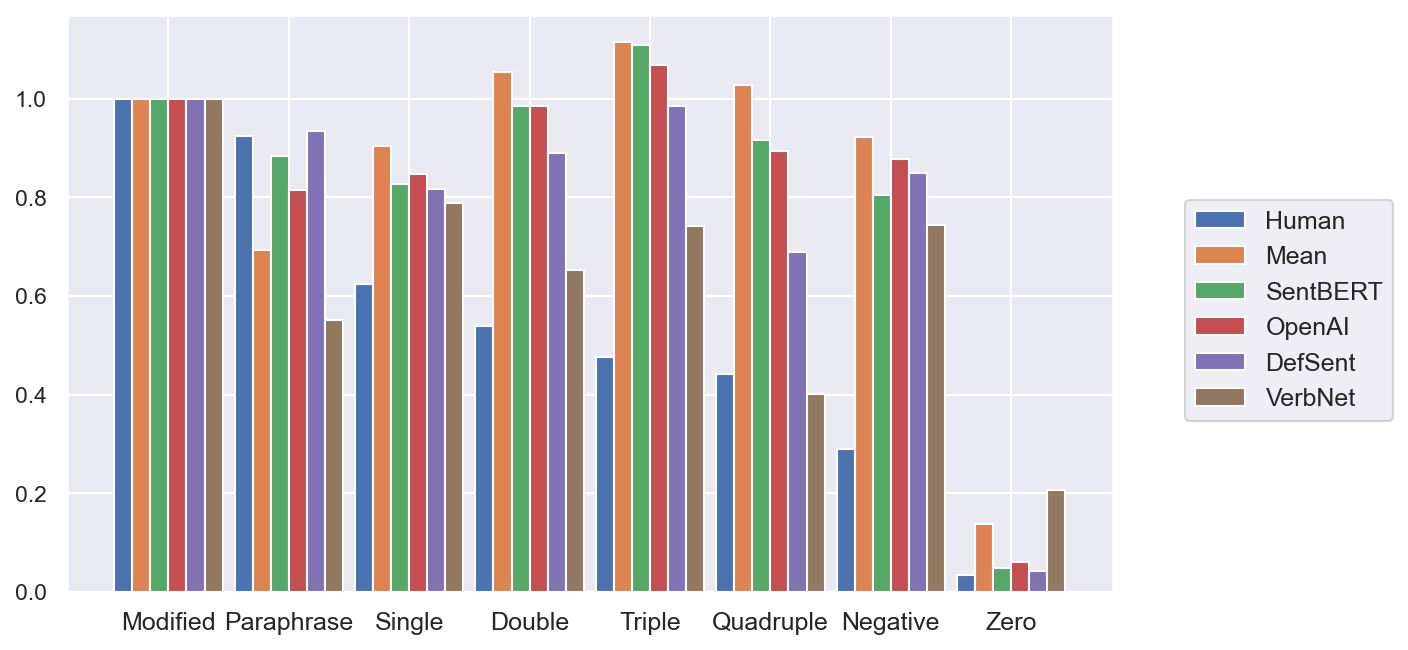 1.0
0.8
0.6
0.4
0.2
0.0
Modified Paraphrase Single Double Triple Quadruple Negative Zero
Human
Mean
SentBERT
OpenAI
DefSent
VerbNet